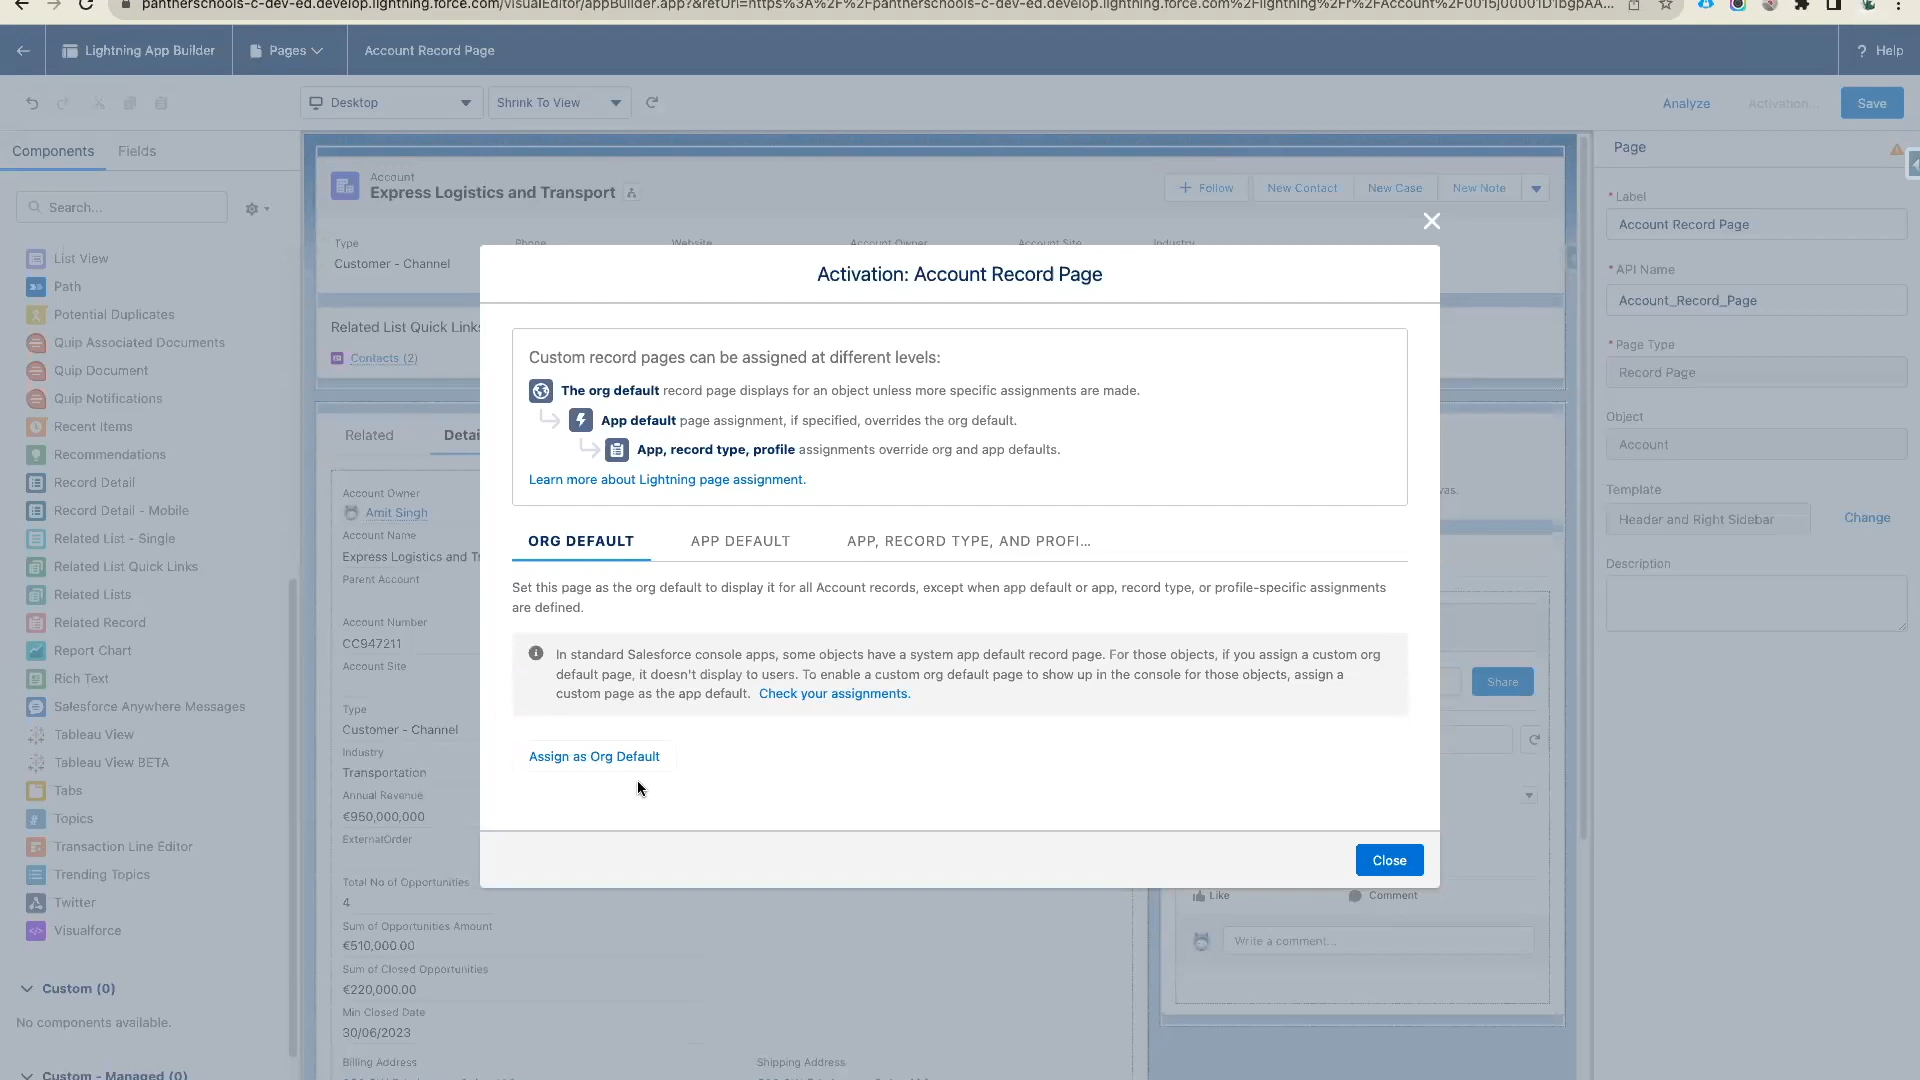 pantherschools-c-dev-ed.develop.lightning.force.com/visualEditor/appBuilder.app?&retUrl=https%3A%2F%2Fpantherschools-c-dev-ed.develop.lightning.force.com%2Flightning%2Fr%2FAccount%2F0015j00001D1bgpAA...
Lightning App Builder
Pages
Account Record Page
? Help
Desktop
Shrink To View
Analyze
Activation...
Save
Components
Fields
Search...
List View
Path
Potential Duplicates
Quip Associated Documents
Quip Document
Quip Notifications
Recent Items
Recommendations
Record Detail
Record Detail - Mobile
Related List - Single
Related List Quick Links
Related Lists
Related Record
Report Chart
Rich Text
Salesforce Anywhere Messages
Tableau View
Tableau View BETA
Tabs
Topics
Transaction Line Editor
Trending Topics
Twitter
Visualforce
Custom (0)
No components available.
Custom - Managed (0)
Account
Express Logistics and Transport
+ Follow
New Contact
New Case
New Note
Type
Phone
Website
Account Owner
Account Site
Industry
Customer - Channel
Related List Quick Links
Contacts (2)
Related
Detai
Account Owner
Amit Singh
Account Name
Express Logistics and T
Parent Account
Account Number
CC947211
Account Site
Type
Customer - Channel
Industry
Transportation
Annual Revenue
€950,000,000
ExternalOrder
Total No of Opportunities
4
Sum of Opportunities Amount
€510,000.00
Sum of Closed Opportunities
€220,000.00
Min Closed Date
30/06/2023
Billing Address
Shipping Address
Activation: Account Record Page
Custom record pages can be assigned at different levels:
The org default record page displays for an object unless more specific assignments are made.
App default page assignment, if specified, overrides the org default.
App, record type, profile assignments override org and app defaults.
Learn more about Lightning page assignment.
ORG DEFAULT
APP DEFAULT
APP, RECORD TYPE, AND PROFI...
Set this page as the org default to display it for all Account records, except when app default or app, record type, or profile-specific assignments
are defined.
In standard Salesforce console apps, some objects have a system app default record page. For those objects, if you assign a custom org
default page, it doesn't display to users. To enable a custom org default page to show up in the console for those objects, assign a
custom page as the app default. Check your assignments.
Assign as Org Default
Close
vas.
Share
Like
Comment
Write a comment...
Page
* Label
Account Record Page
* API Name
Account_Record_Page
* Page Type
Record Page
Object
Account
Template
Header and Right Sidebar
Change
Description